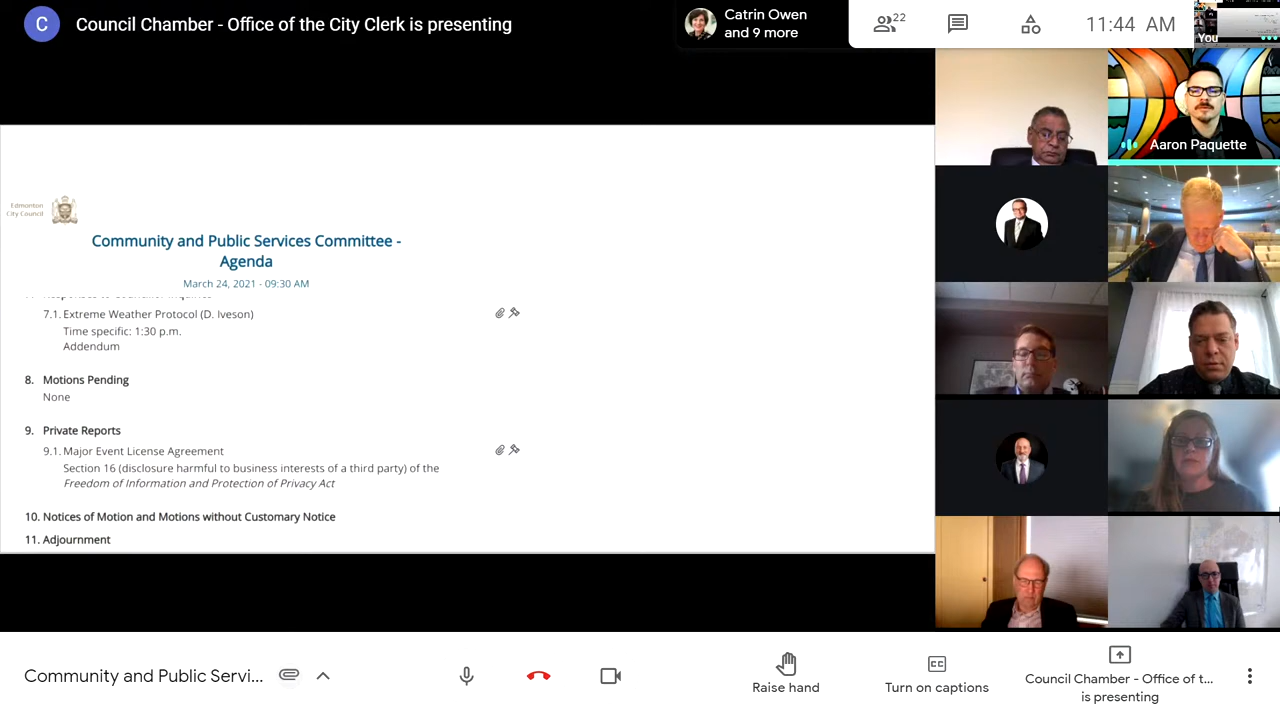 C
Council Chamber - Office of the City Clerk is presenting
Catrin Owen
and 9 more
22
11:44 AM
You
Aaron Paquette
Edmonton
City Council
Community and Public Services Committee -
Agenda
March 24, 2021 - 09:30 AM
7.1. Extreme Weather Protocol (D. Iveson)
Time specific: 1:30 p.m.
Addendum
8. Motions Pending
None
9. Private Reports
9.1. Major Event License Agreement
Section 16 (disclosure harmful to business interests of a third party) of the
Freedom of Information and Protection of Privacy Act
10. Notices of Motion and Motions without Customary Notice
11. Adjournment
Community and Public Servi...
Raise hand
Turn on captions
Council Chamber - Office of t...
is presenting